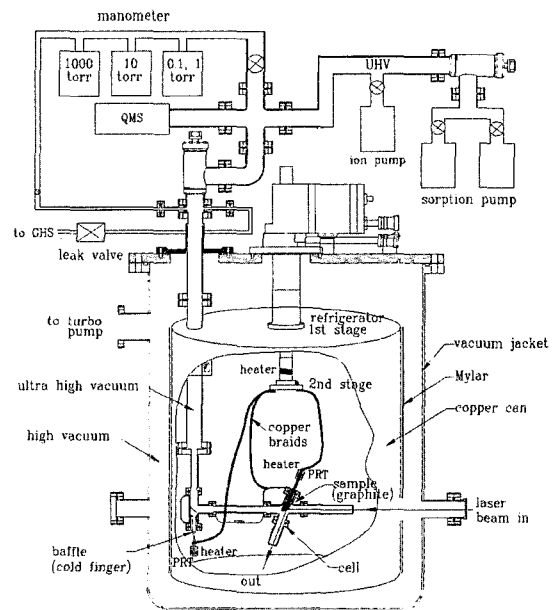 manometer
1000
torr
10
torr
0.1, 1
torr
UHV
QMS
ion pump
sorption pump
to GHS
leak valve
refrigerator
1st stage
to turbo
pump
vacuum jacket
heater
2nd stage
Mylar
ultra high vacuum
copper can
copper
braids
high vacuum
heater
PRT
sample
(graphite)
laser
beam in
baffle
(cold finger)
heater
PRT
cell
out